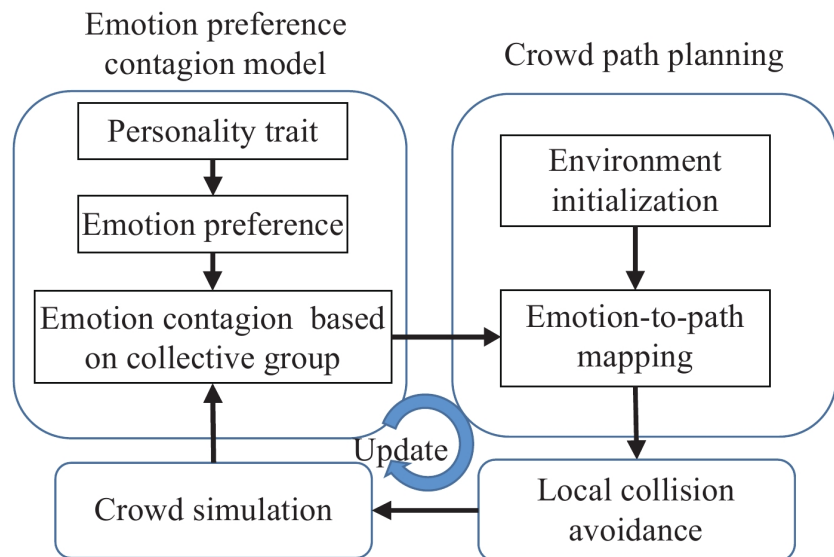 Emotion preference
contagion model
Personality trait
Emotion preference
Emotion contagion based
on collective group
Crowd path planning
Environment
initialization
Emotion-to-path
mapping
Update
Crowd simulation
Local collision
avoidance